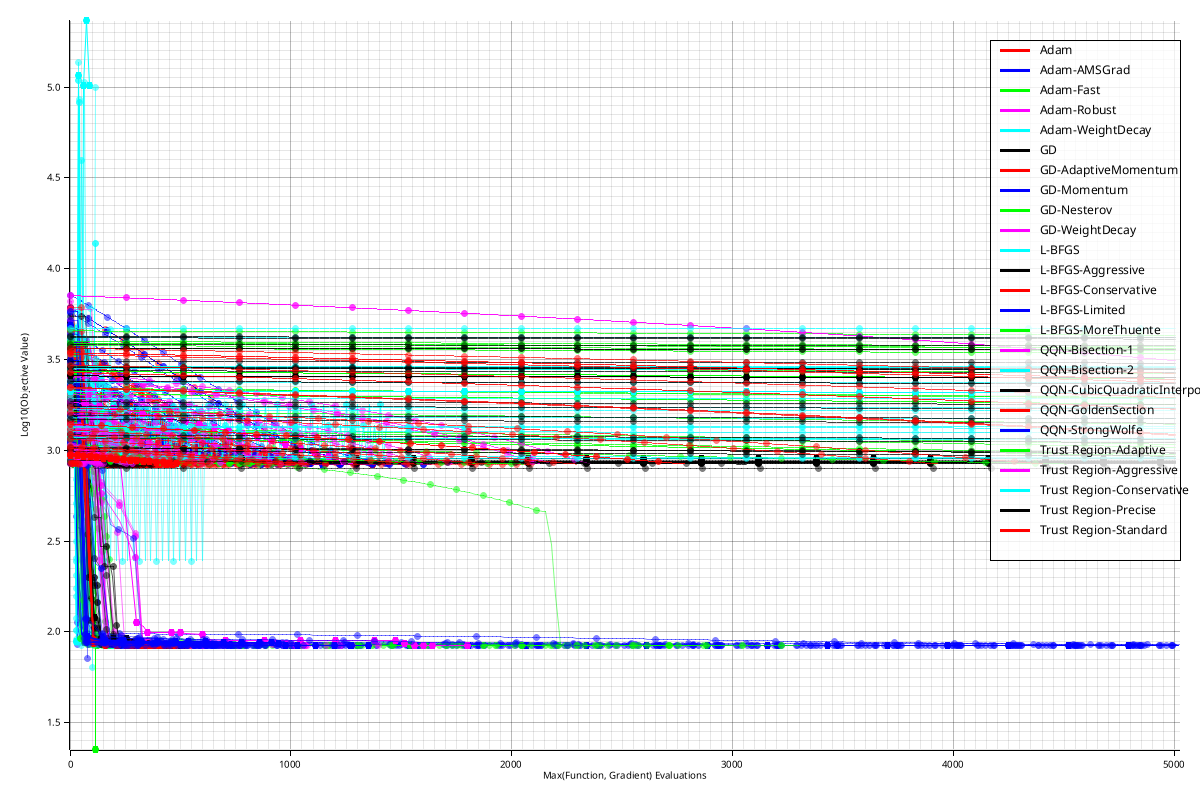 5.0
4.5
4.0
3.5
3.0
2.5
2.0
1.5
Log10(Objective Value)
0
1000
2000
3000
4000
5000
Max(Function, Gradient) Evaluations
Adam
Adam-AMSGrad
Adam-Fast
Adam-Robust
Adam-WeightDecay
GD
GD-AdaptiveMomentum
GD-Momentum
GD-Nesterov
GD-WeightDecay
L-BFGS
L-BFGS-Aggressive
L-BFGS-Conservative
L-BFGS-Limited
L-BFGS-MoreThuente
QQN-Bisection-1
QQN-Bisection-2
QQN-CubicQuadraticInterpo
QQN-GoldenSection
QQN-StrongWolfe
Trust Region-Adaptive
Trust Region-Aggressive
Trust Region-Conservative
Trust Region-Precise
Trust Region-Standard